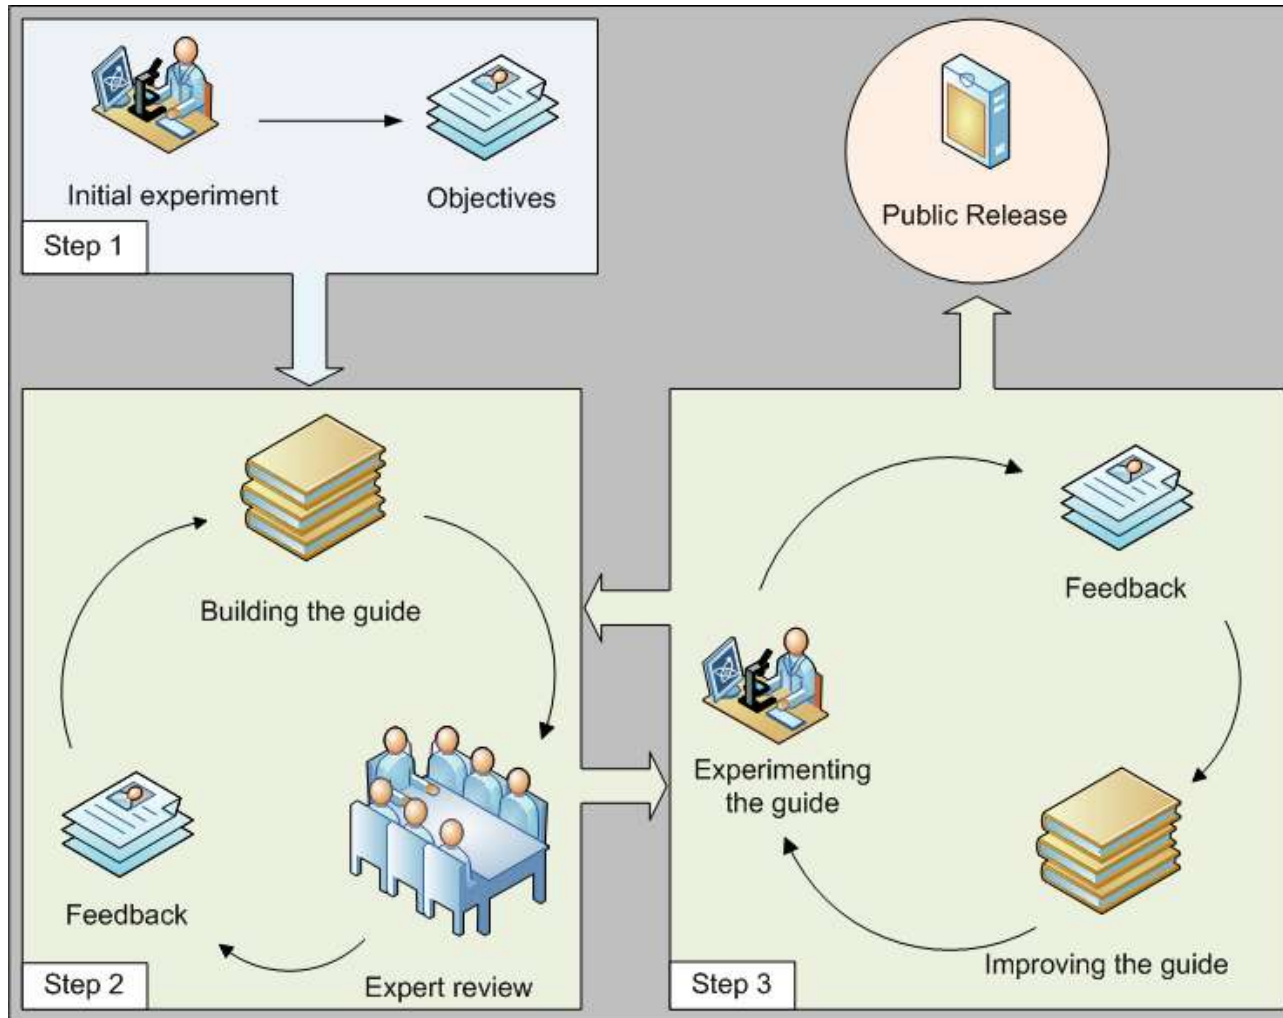 Initial experiment
Objectives
Step 1
Public Release
Building the guide
Feedback
Expert review
Step 2
Feedback
Experimenting
the guide
Improving the guide
Step 3